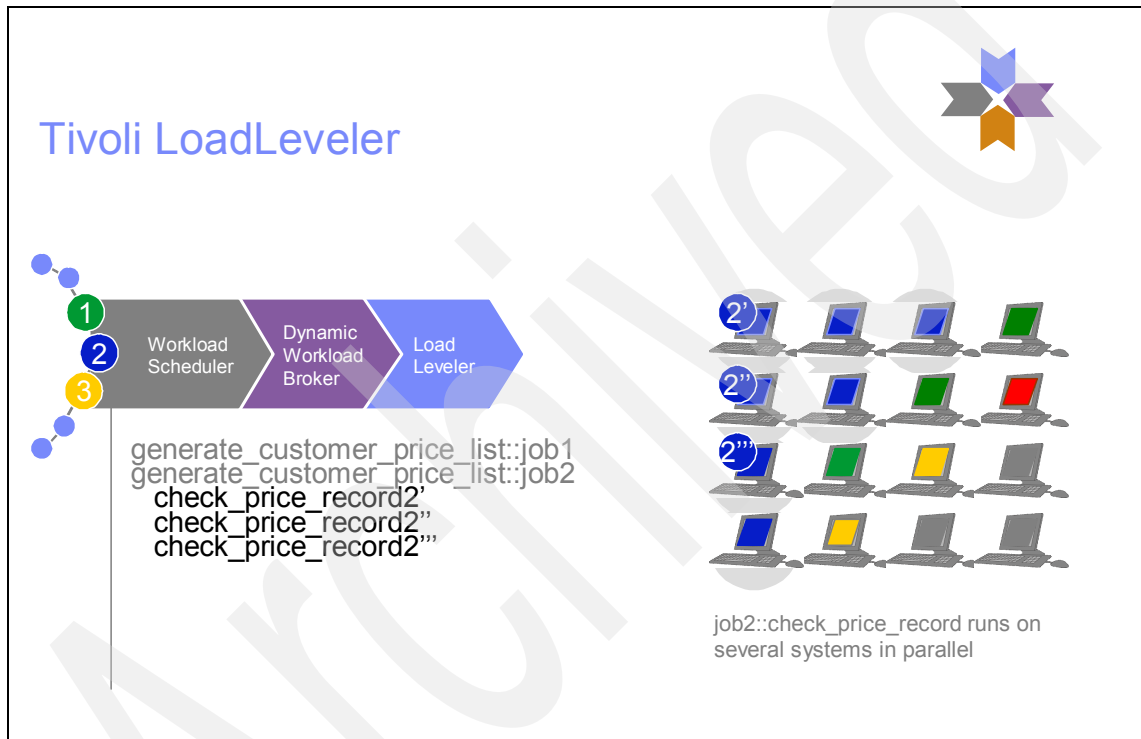 Tivoli LoadLeveler
1
2
3
Workload
Scheduler
Dynamic
Workload
Broker
Load
Leveler
generate_customer_price_list::job1
generate_customer_price_list::job2
check_price_record2'
check_price_record2''
check_price_record2'''
2'
2''
2'''
job2::check_price_record runs on
several systems in parallel
Archived